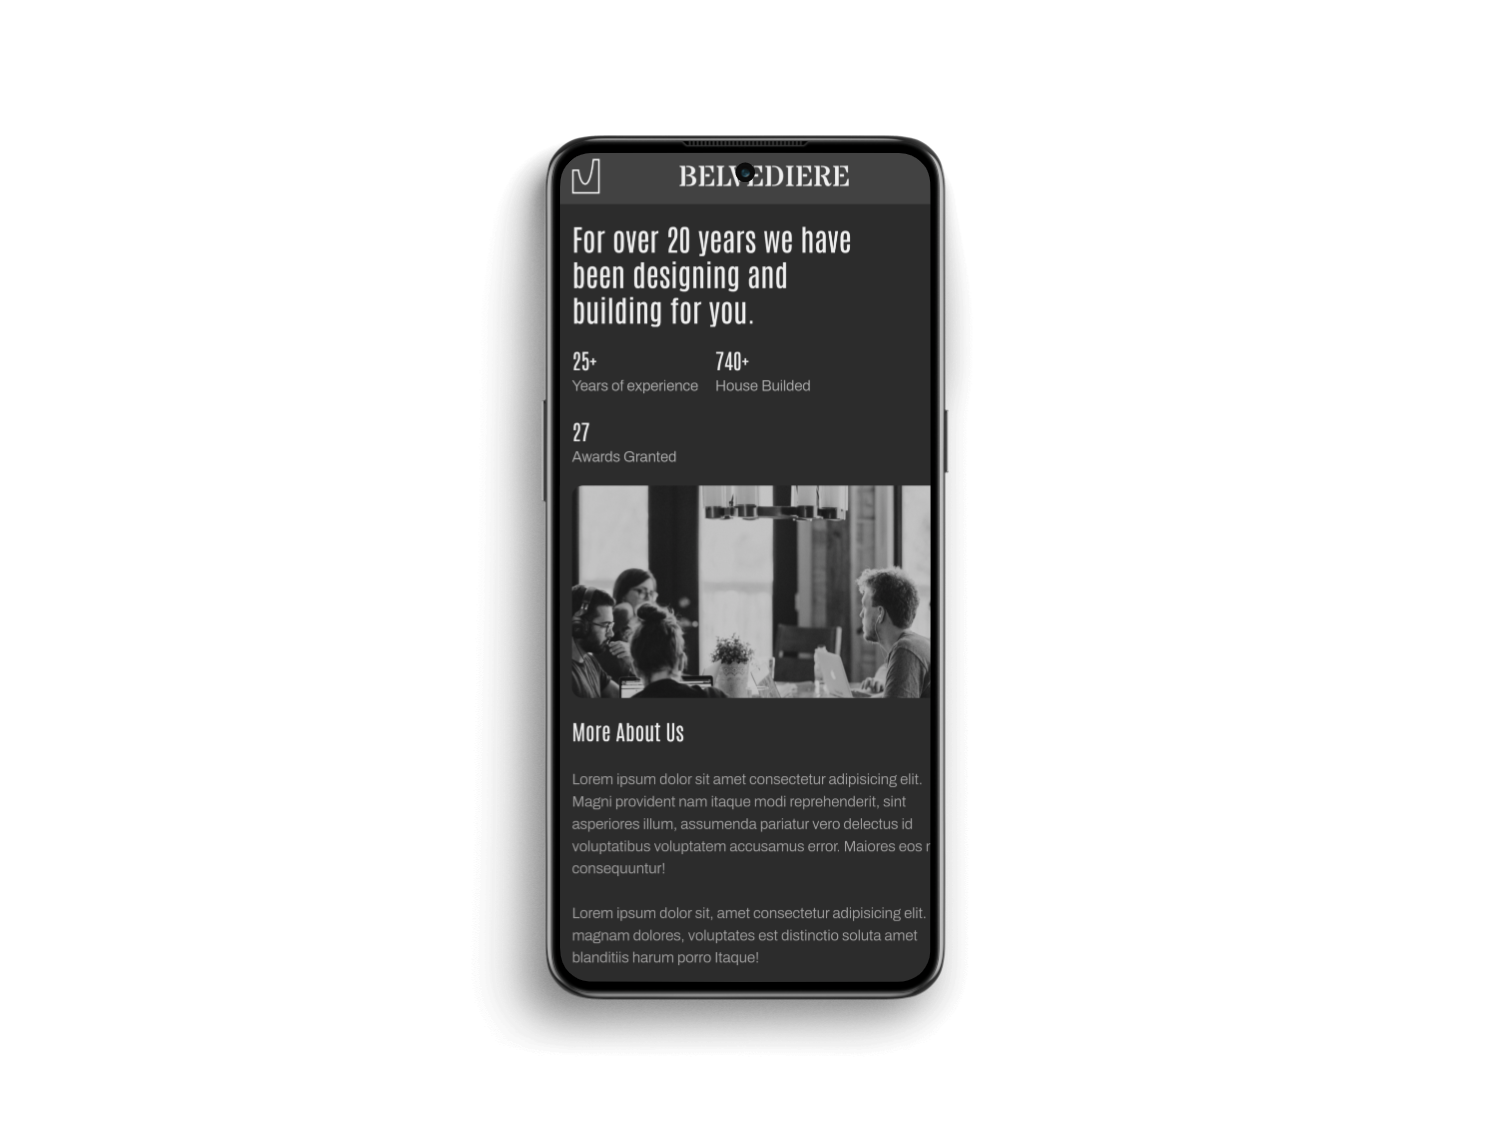 BELVEDIERE
For over 20 years we have
been designing and
building for you.
25+ 740+
Years of experience House Builded
27
Awards Granted
More About Us
Lorem ipsum dolor sit amet consectetur adipisicing elit.
Magni provident nam itaque modi reprehenderit, sint
asperiores illum, assumenda pariatur vero delectus id
voluptatibus voluptatem accusamus error. Maiores eos
consequuntur!
Lorem ipsum dolor sit, amet consectetur adipisicing elit.
magnam dolores, voluptates est distinctio soluta amet
blanditiis harum porro Itaque!